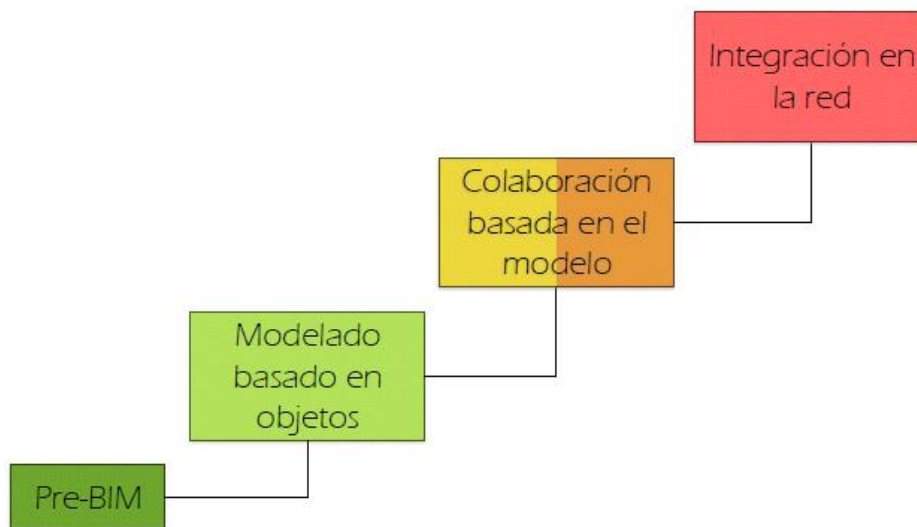 Integración en
la red
Colaboración
basada en el
modelo
Modelado
basado en
objetos
Pre-BIM